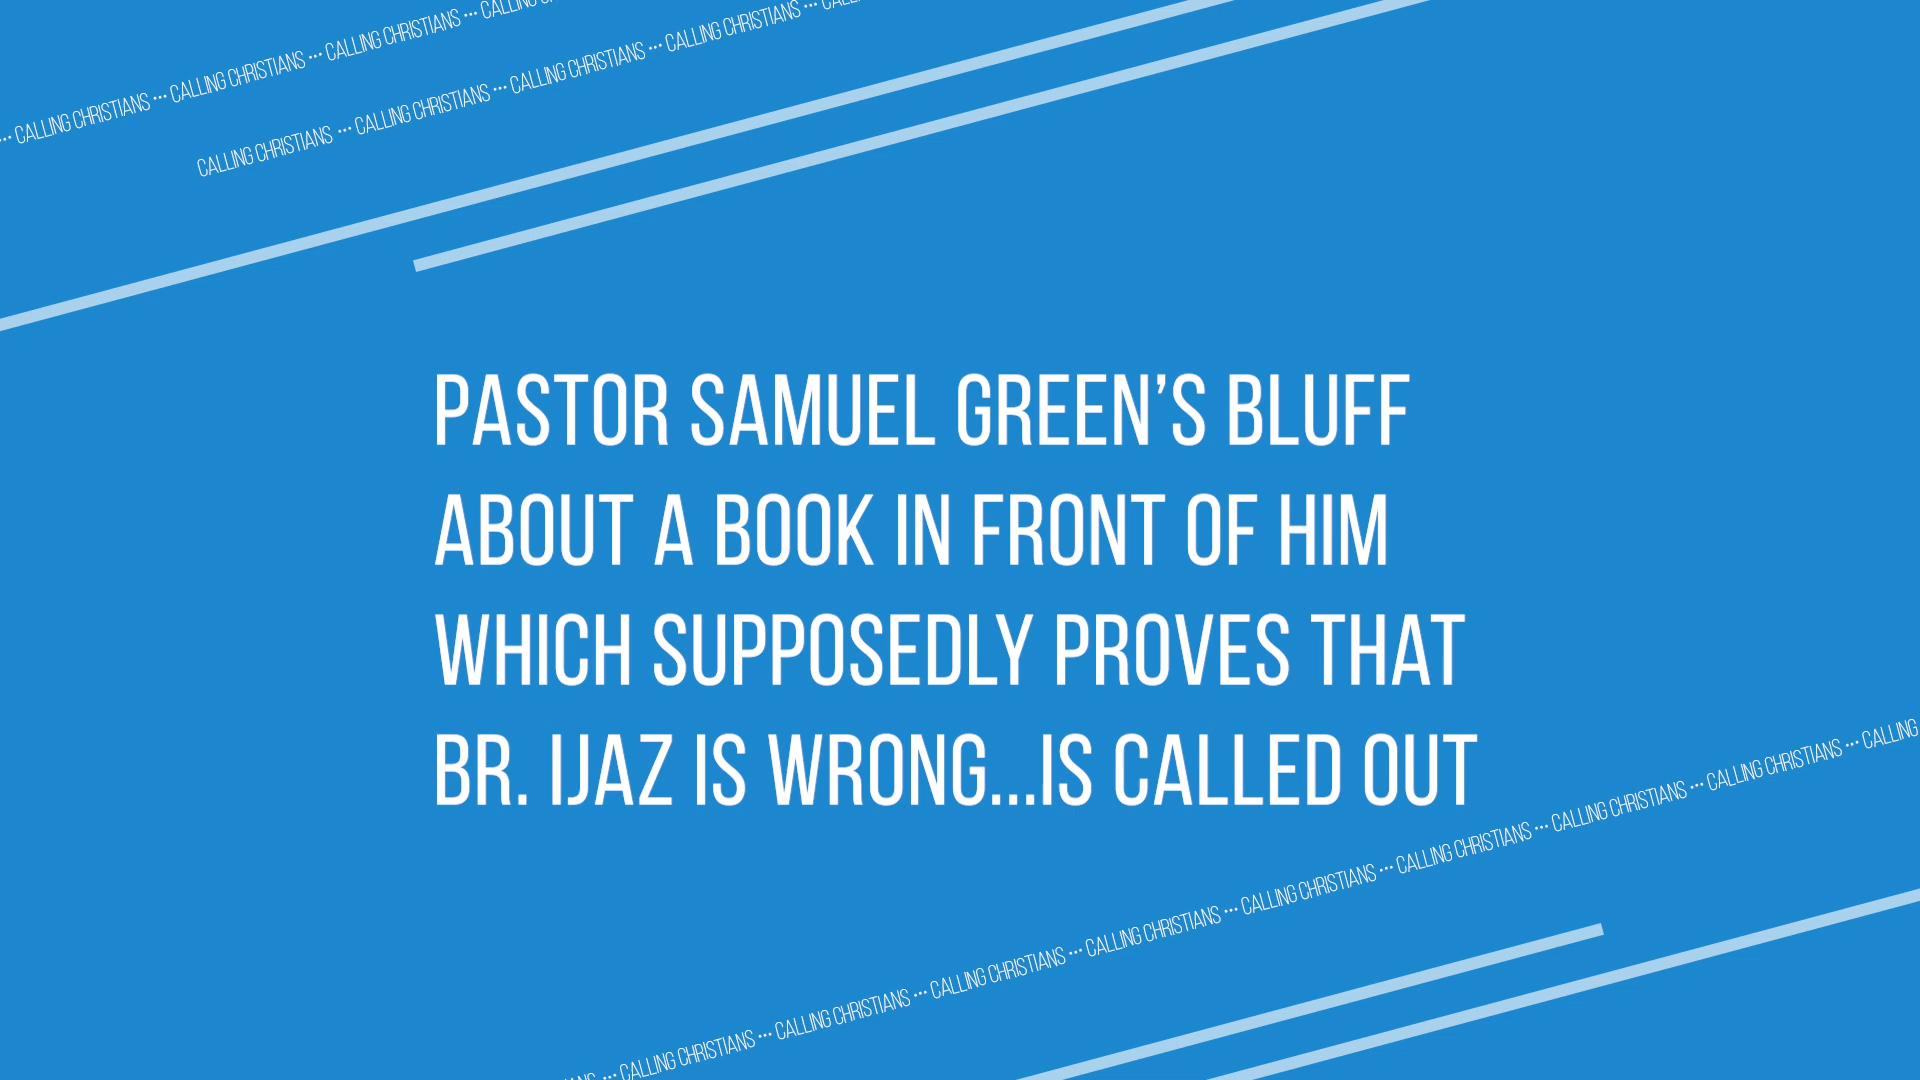 ••• CALLING CHRISTIANS ••• CALLING CHRISTIANS ••• CALLING CHRISTIANS ••• CALLING
CALLING CHRISTIANS ••• CALLING CHRISTIANS ••• CALLING CHRISTIANS ••• CALLING CHRISTIANS •••
PASTOR SAMUEL GREEN’S BLUFF
ABOUT A BOOK IN FRONT OF HIM
WHICH SUPPOSEDLY PROVES THAT
BR. IJAZ IS WRONG...IS CALLED OUT
••• CALLING CHRISTIANS ••• CALLING CHRISTIANS ••• CALLING CHRISTIANS ••• CALLING CHRISTIANS ••• CALLING CHRISTIANS ••• CALLING CHRISTIANS ••• CALLING CHRISTIANS ••• CALLING CHRISTIANS ••• CALLING